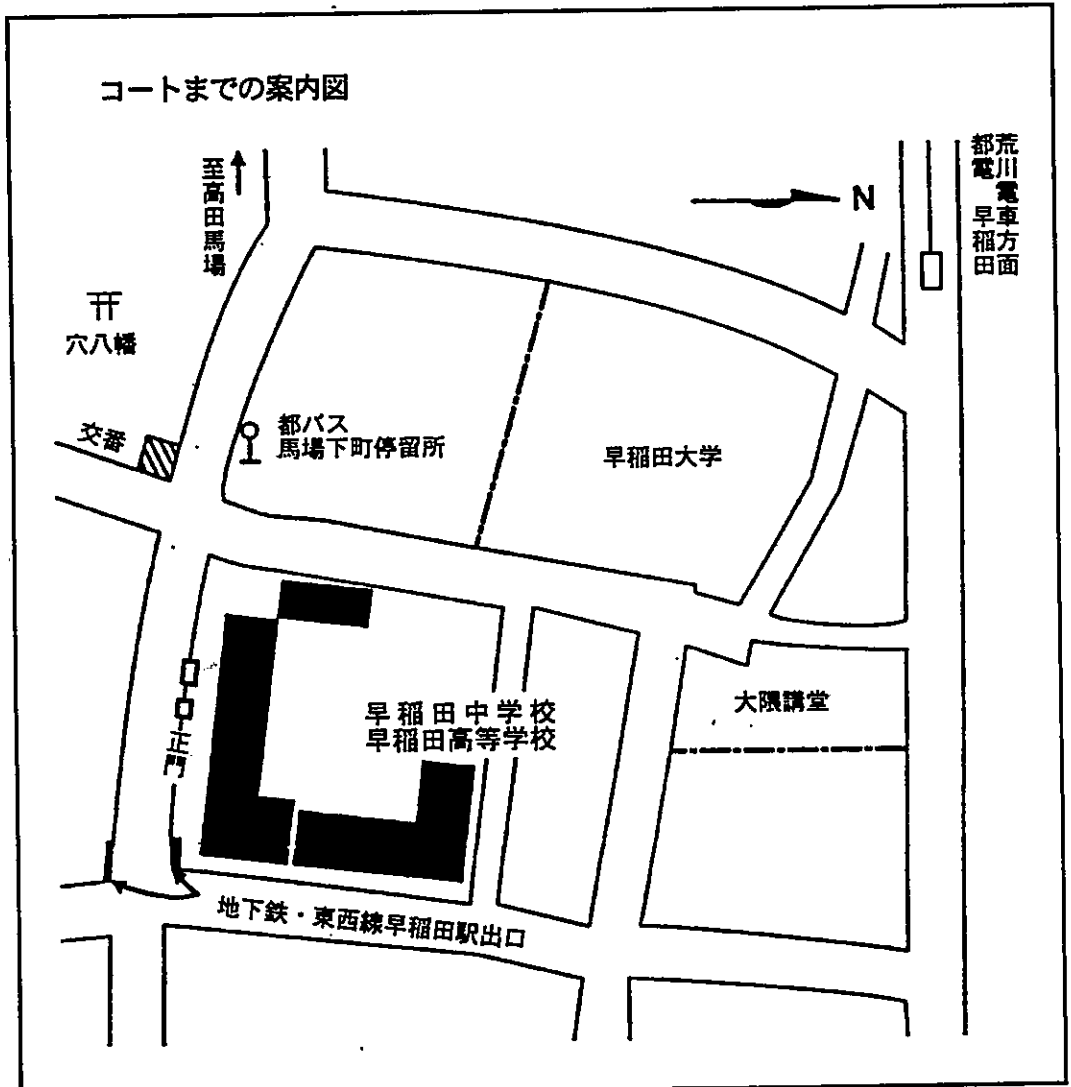 コートまでの案内図
至高田馬場
N
荒川電車方面
都電 早稲田
穴八幡
交番
都バス
馬場下町停留所
早稲田大学
早稲田中学校
早稲田高等学校
大隈講堂
正門
地下鉄・東西線早稲田駅出口